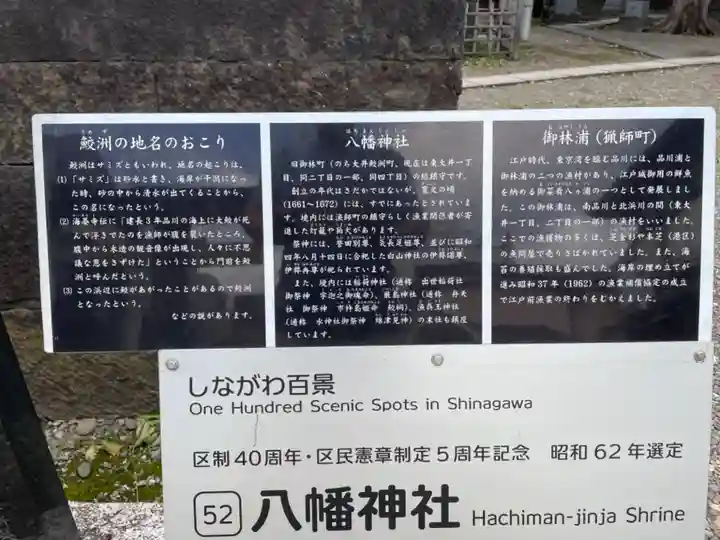 鮫洲の地名のおこり
鮫洲はサミズともいわれ、地名の起こりは、
(1)「サミズ」は砂水と書き、海岸が干潟になっ
た時、砂の中から清水が出てくることから、
この名になったという。
(2) 海晏寺伝に「建長3年品川の海上に大鮫が死
んで浮きでたのを漁師が腹を裂いたところ、
腹中から木造の観音像が出現し、人々に不思
議な思をさずけた」ということから門前を鮫
洲と呼んだという。
(3) この浜辺に鮫があがったことがあるので鮫洲
となったという。
などの説があります。
八幡神社
旧御林町（のち大井鮫洲町、現在は東大井一丁
目、同二丁目の一部、同四丁目）の総鎮守です。
創立の年代はさだかではないが、寛文の頃
（1661～1672）には、すでにあったとされていま
す。境内には漁師町の鎮守らしく漁業関係者が寄
進した灯籠や狛犬があります。
祭神には、誉田別尊、気長足姫尊、並びに昭和
四年八月十四日に合祀した白山神社の伊弉諾尊、
伊弉冉尊が祀られています。
また、境内には稲荷神社（通称 出世稲荷社
御祭神 宇迦之御魂命）、厳島神社（通称 弁天
社 御祭神 市杵島姫命
（通称 水神社御祭神
の末社も鎮座
しています。
御林浦（猟師町）
江戸時代、東京湾を臨む品川には、品川浦と
御林浦の二つの漁村があり、江戸城御用の鮮魚
を納める御菜肴八ヶ浦の一つとして発展しまし
た。この御林浦は、南品川と北浜川の間（東大
井一丁目、二丁目の一部）の漁村をいいました。
ここでの漁獲物の多くは、芝金杉や本芝（港区）
の魚問屋で売りさばかれていました。また、海
苔の養殖採取も盛んでした。海岸の埋め立てが
進み昭和37年（1962）の漁業補償協定の成立
で江戸前漁業の終わりをむかえました。
しながわ百景
One Hundred Scenic Spots in Shinagawa
区制40周年・区民憲章制定5周年記念 昭和62年選定
52 八幡神社 Hachiman-jinja Shrine